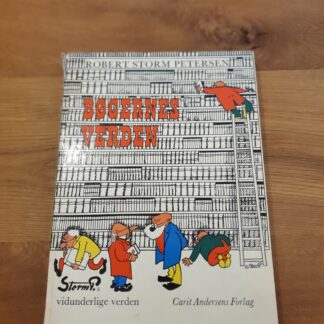 ROBERT STORM PETERSEN
BØGERNES
VERDEN
Storm P.
vidunderlige verden
Carit Andersens Forlag